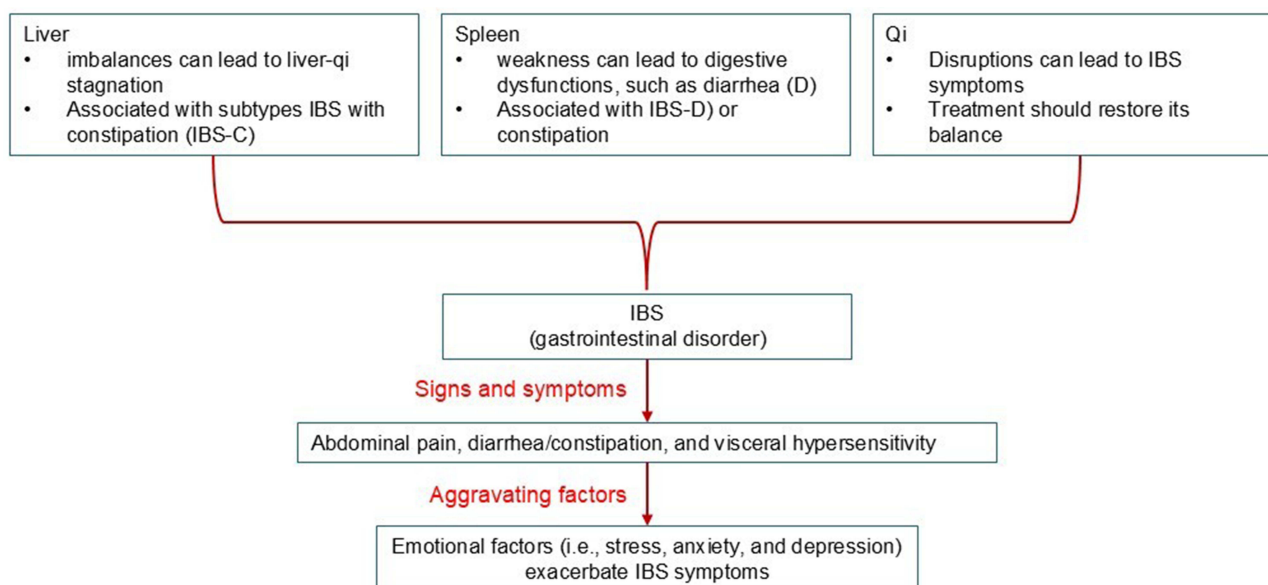 Liver
• imbalances can lead to liver-qi
stagnation
• Associated with subtypes IBS with
constipation (IBS-C)
Spleen
• weakness can lead to digestive
dysfunctions, such as diarrhea (D)
• Associated with IBS-D) or
constipation
Qi
• Disruptions can lead to IBS
symptoms
• Treatment should restore its
balance
IBS
(gastrointestinal disorder)
Signs and symptoms
Abdominal pain, diarrhea/constipation, and visceral hypersensitivity
Aggravating factors
Emotional factors (i.e., stress, anxiety, and depression)
exacerbate IBS symptoms